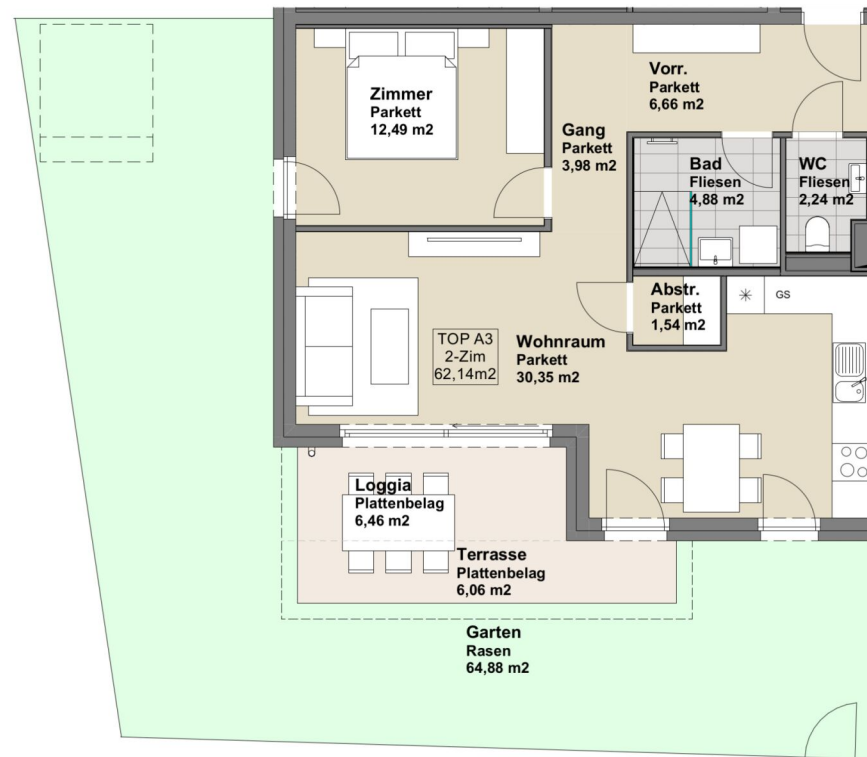 Zimmer
Parkett
12,49 m2
Vorr.
Parkett
6,66 m2
Gang
Parkett
3,98 m2
Bad
Fliesen
4,88 m2
WC
Fliesen
2,24 m2
Abstr.
Parkett
1,54 m2
GS
TOP A3
2-Zim
62,14m2
Wohnraum
Parkett
30,35 m2
Loggia
Plattenbelag
6,46 m2
Terrasse
Plattenbelag
6,06 m2
Garten
Rasen
64,88 m2